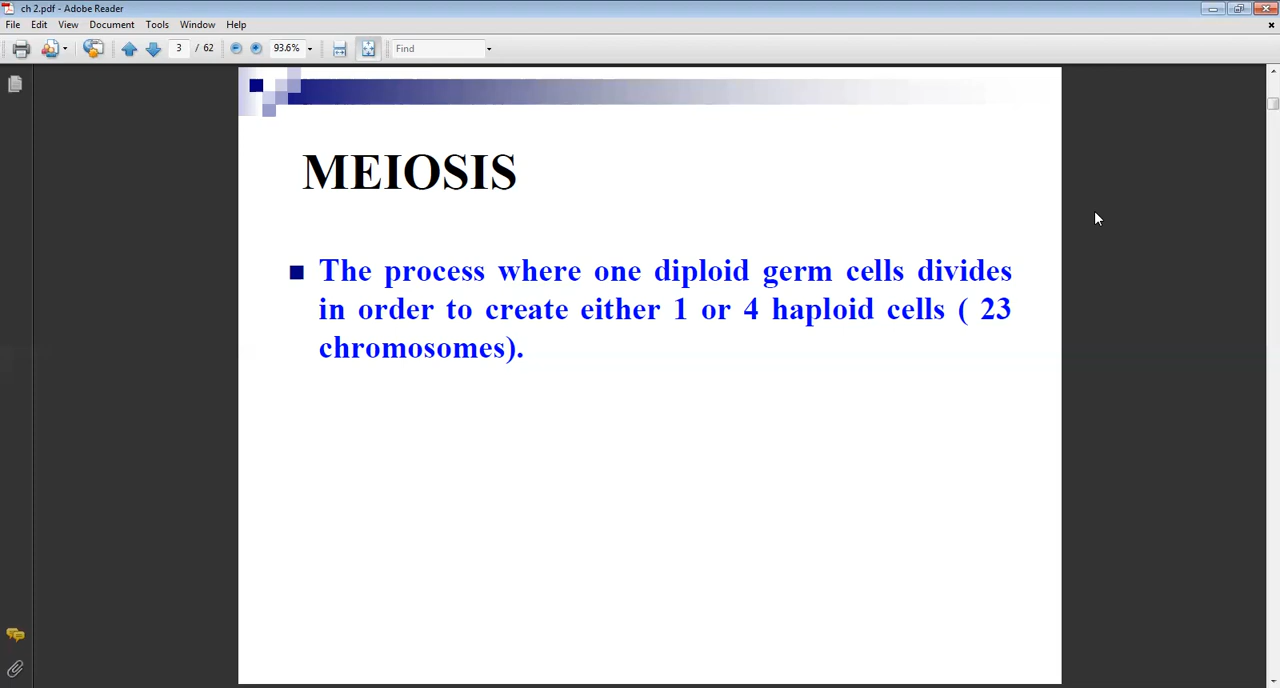 ch 2.pdf - Adobe Reader
File Edit View Document Tools Window Help
3 / 62 93.6% Find
MEIOSIS
The process where one diploid germ cells divides
in order to create either 1 or 4 haploid cells ( 23
chromosomes).